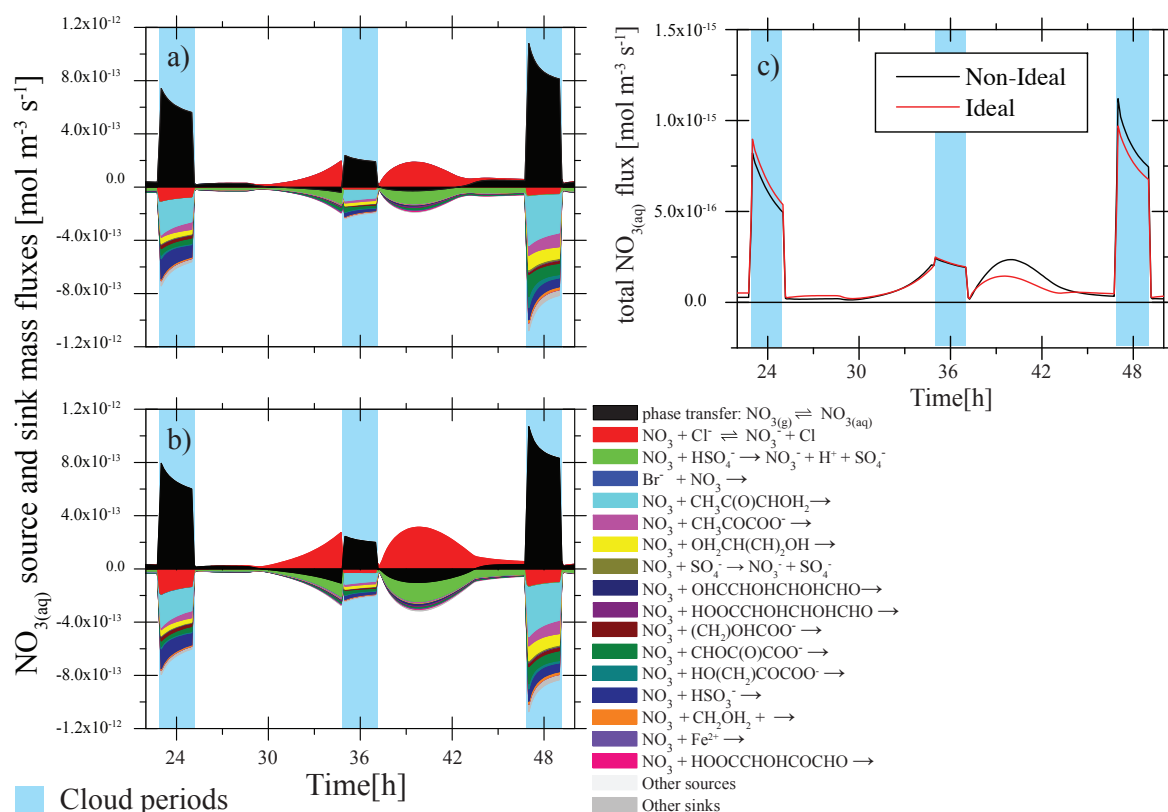 NO3(aq) source and sink mass fluxes [mol m-3 s-1]
a)
1.2x10-12
8.0x10-13
4.0x10-13
0.0
-4.0x10-13
-8.0x10-13
-1.2x10-12
24 30 36 42 48
b)
1.2x10-12
8.0x10-13
4.0x10-13
0.0
-4.0x10-13
-8.0x10-13
-1.2x10-12
24 30 36 42 48
Time[h]
Cloud periods
c)
total NO3(aq) flux [mol m-3 s-1]
1.5x10-15
1.0x10-15
5.0x10-16
0.0
Non-Ideal
Ideal
24 30 36 42 48
Time[h]
phase transfer: NO3(g) ⇌ NO3(aq)
NO3 + Cl- ⇌ NO3- + Cl
NO3 + HSO4- → NO3- + H+ + SO4-
Br- + NO3 →
NO3 + CH3C(O)CHOH2 →
NO3 + CH3COCOO- →
NO3 + OH2CH(CH)2OH →
NO3 + SO4- → NO3- + SO4-
NO3 + OHCCHOHCHOHCHO →
NO3 + HOOCCHOHCHOHCHO →
NO3 + (CH2)OHCOO- →
NO3 + CHOC(O)COO- →
NO3 + HO(CH2)COCOO- →
NO3 + HSO3- →
NO3 + CH2OH2 + →
NO3 + Fe2+ →
NO3 + HOOCCHOHCOCHO →
Other sources
Other sinks